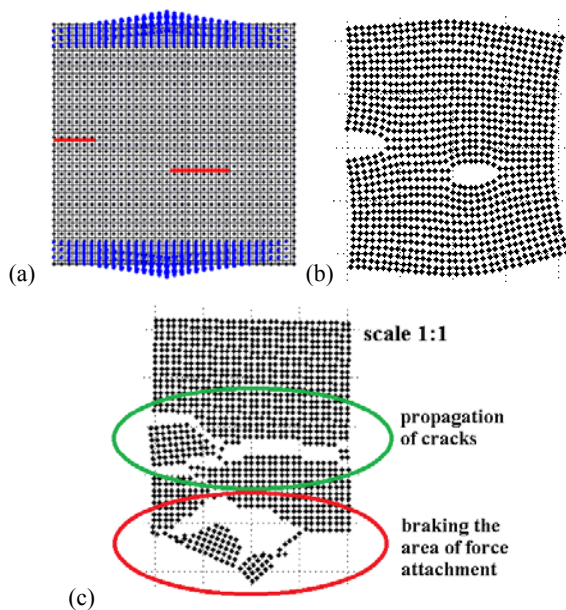 (a)
(b)
scale 1:1
propagation
of cracks
braking the
area of force
attachment
(c)